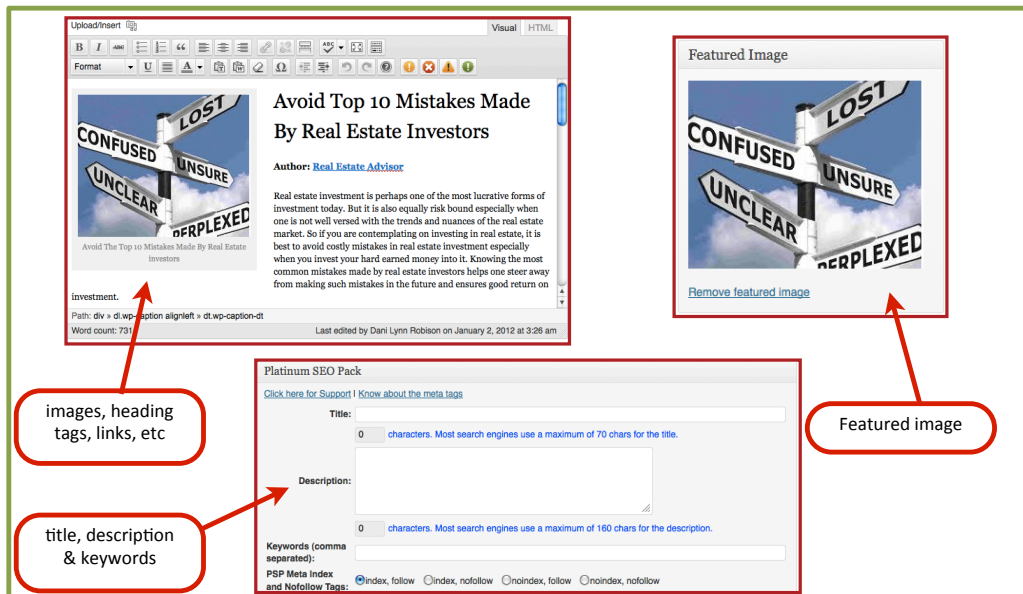 Upload/Insert
Visual HTML
B I ABC “ ABC
Format U A Ω
LOST
CONFUSED
UNSURE
UNCLEAR
PERPLEXED
Avoid The Top 10 Mistakes Made By Real Estate
investors
Avoid Top 10 Mistakes Made
By Real Estate Investors
Author: Real Estate Advisor
Real estate investment is perhaps one of the most lucrative forms of
investment today. But it is also equally risk bound especially when
one is not well versed with the trends and nuances of the real estate
market. So if you are contemplating on investing in real estate, it is
best to avoid costly mistakes in real estate investment especially
when you invest your hard earned money into it. Knowing the most
common mistakes made by real estate investors helps one steer away
from making such mistakes in the future and ensures good return on
investment.
Path: div » dl.wp-caption alignleft » dt.wp-caption-dt
Word count: 731 Last edited by Dani Lynn Robison on January 2, 2012 at 3:26 am
Featured Image
LOST
CONFUSED
UNSURE
UNCLEAR
PERPLEXED
Remove featured image
images, heading
tags, links, etc
Featured image
Platinum SEO Pack
Click here for Support | Know about the meta tags
Title:
0 characters. Most search engines use a maximum of 70 chars for the title.
Description:
0 characters. Most search engines use a maximum of 160 chars for the description.
Keywords (comma
separated):
PSP Meta Index
and Nofollow Tags:
index, follow index, nofollow noindex, follow noindex, nofollow
title, description
& keywords